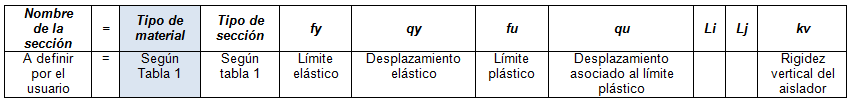 Nombre de la sección = Tipo de material Tipo de sección fy qy fu qu Li Lj kv
A definir por el usuario = Según Tabla 1 Según tabla 1 Límite elástico Desplazamiento elástico Límite plástico Desplazamiento asociado al límite plástico Rigidez vertical del aislador